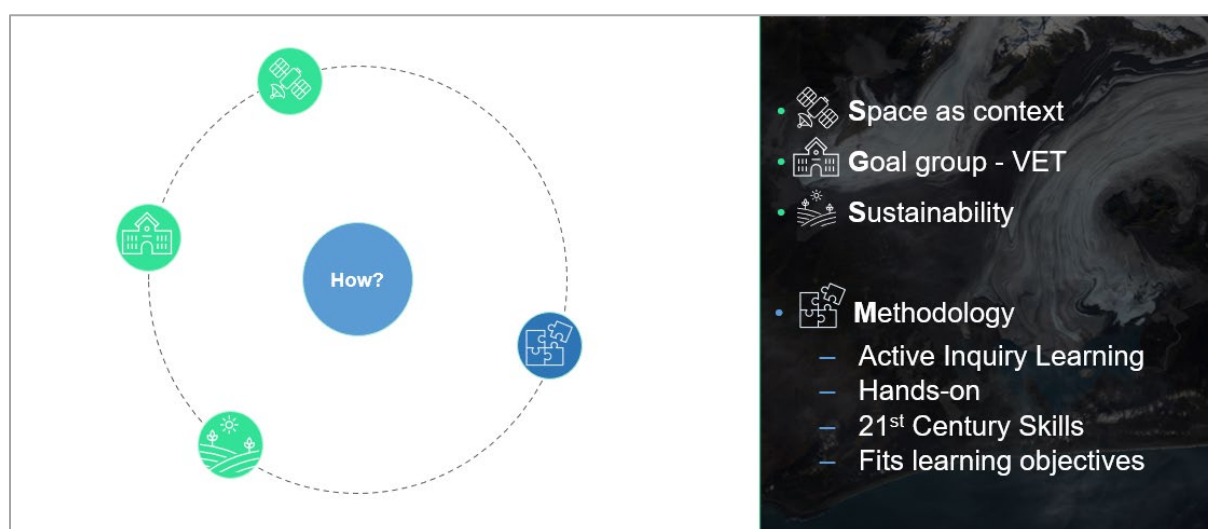 How?
• Space as context
• Goal group - VET
• Sustainability
• Methodology
– Active Inquiry Learning
– Hands-on
– 21st Century Skills
– Fits learning objectives